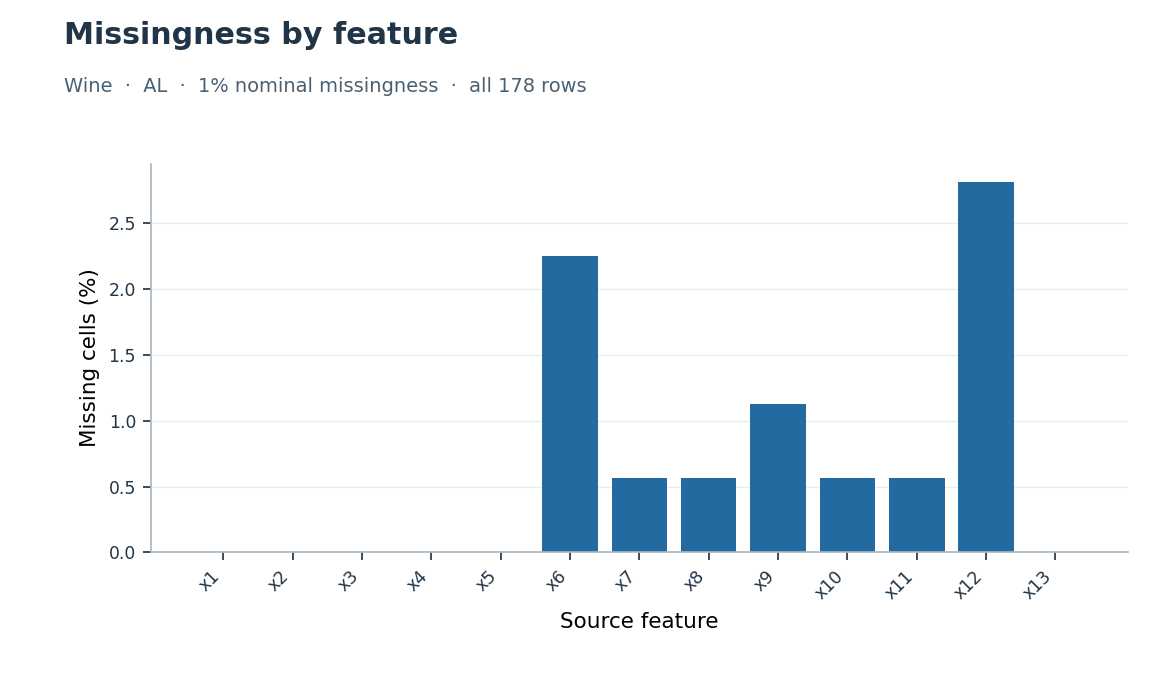 Missingness by feature
Wine · AL · 1% nominal missingness · all 178 rows
Missing cells (%)
2.5
2.0
1.5
1.0
0.5
0.0
x1 x2 x3 x4 x5 x6 x7 x8 x9 x10 x11 x12 x13
Source feature